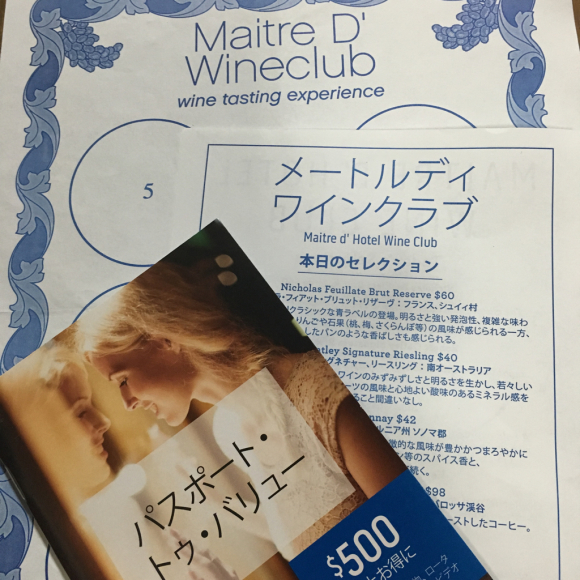 Maitre D'
Wineclub
wine tasting experience
5
メートルディ
ワインクラブ
Maitre d' Hotel Wine Club
本日のセレクション
Nicholas Feuillate Brut Reserve $60
・フィアット・ブリュット・リザーヴ：フランス、シュイィ村
クラシックな青ラベルの登場。明るさと強い発泡性、複雑な味わ
りんごや石果（桃、梅、さくらんぼ等）の風味が感じられる一方、
したパンのような香ばしさも感じられる。
tley Signature Riesling $40
グネチャー、リースリング：南オーストラリア
ワインのみずみずしさと明るさを生かし、若々しい
ーツの風味と心地よい酸味のあるミネラル感を
ること間違いなし。
nnay $42
ルニア州 ソノマ郡
徴的な風味が豊かかつまろやかに
ン等のスパイス香と、
続く。
$98
バロッサ渓谷
ーストしたコーヒー。
パスポート・
トゥ・バリュー
$500
お得に
ロータ
デオ